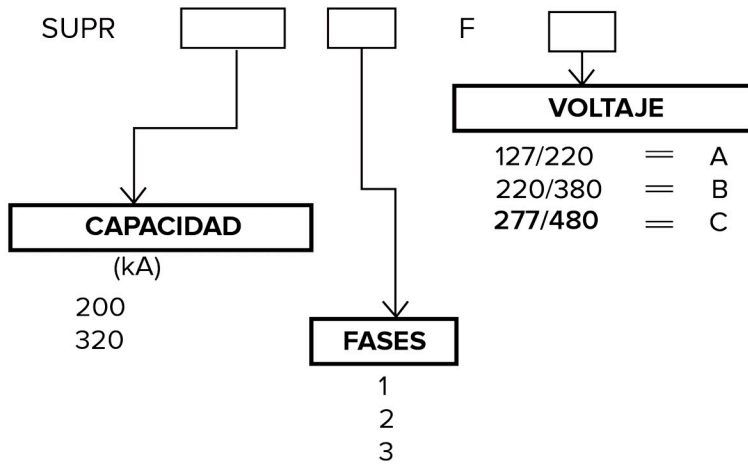 SUPR F
VOLTAJE
127/220 = A
220/380 = B
277/480 = C
CAPACIDAD
(kA)
200
320
FASES
1
2
3